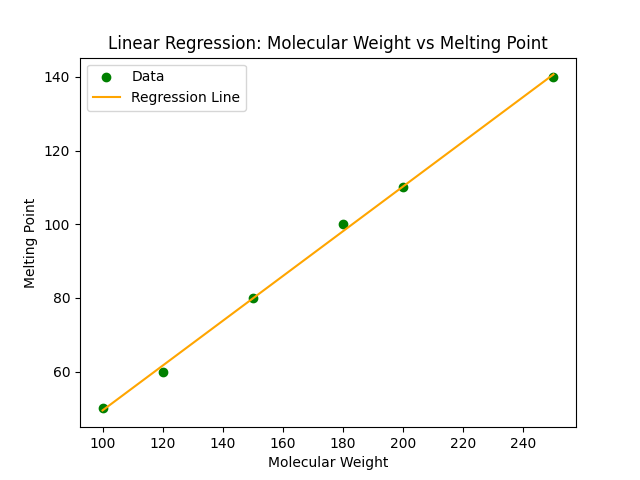 Linear Regression: Molecular Weight vs Melting Point
Data
Regression Line
140
120
100
80
60
Melting Point
100 120 140 160 180 200 220 240
Molecular Weight